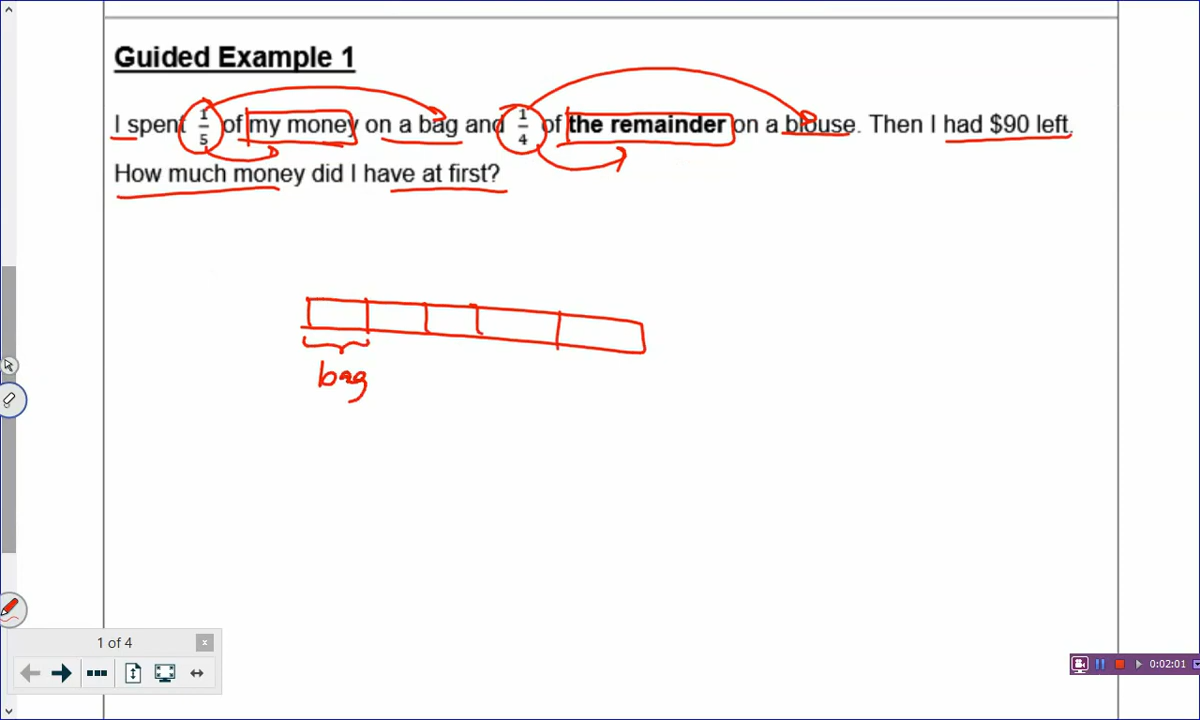 Guided Example 1
I spent 1/5 of my money on a bag and 1/4 of the remainder on a blouse. Then I had $90 left.
How much money did I have at first?
bag
1 of 4
0:02:01